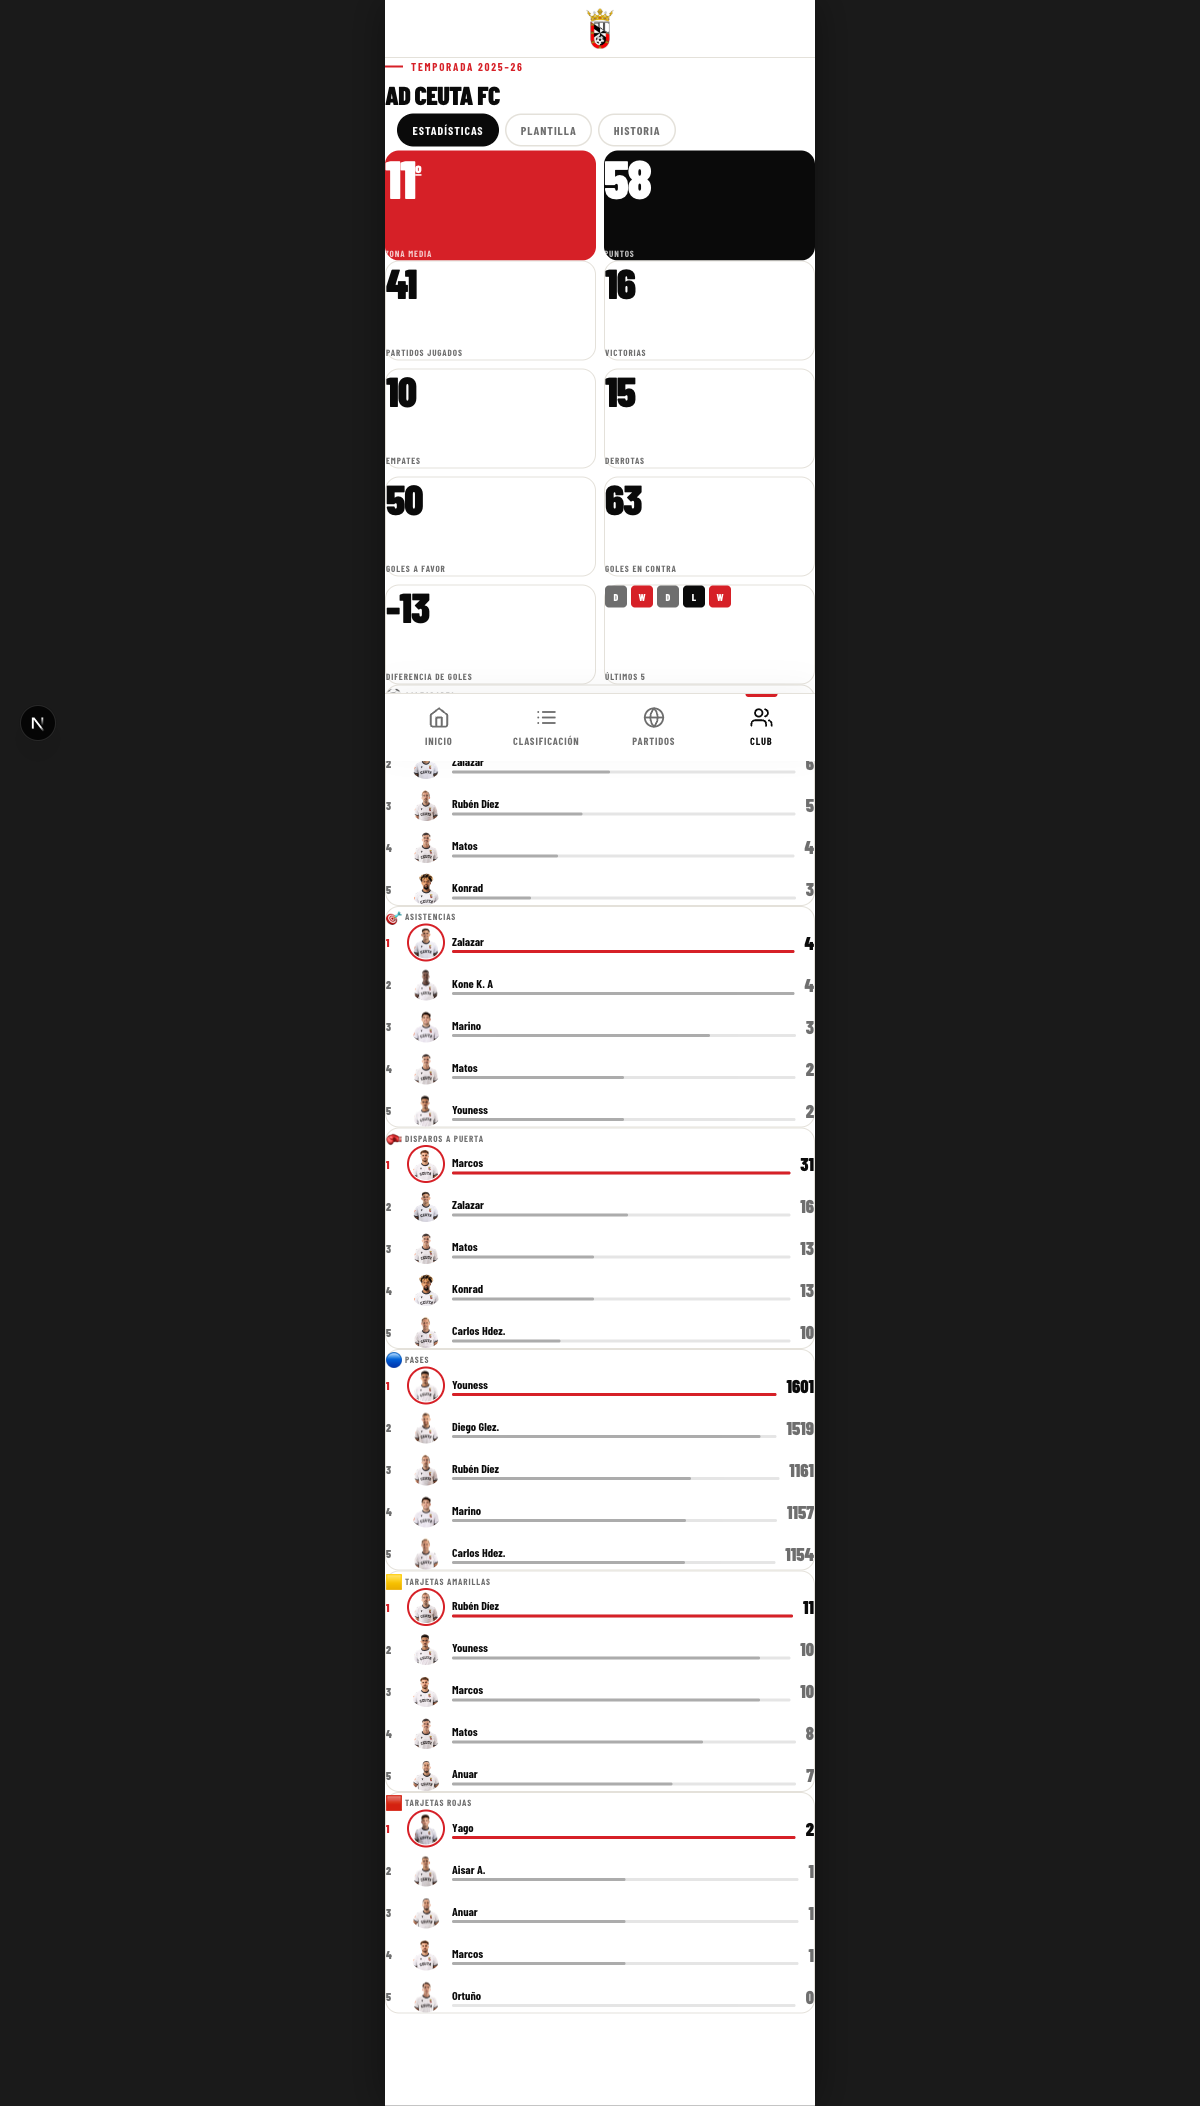 TEMPORADA 2025-26
AD CEUTA FC
ESTADÍSTICAS
PLANTILLA
HISTORIA
11º
ZONA MEDIA
58
PUNTOS
41
PARTIDOS JUGADOS
16
VICTORIAS
10
EMPATES
15
DERROTAS
50
GOLES A FAVOR
63
GOLES EN CONTRA
-13
DIFERENCIA DE GOLES
D W D L W
ÚLTIMOS 5
N
INICIO
CLASIFICACIÓN
PARTIDOS
CLUB
2 Zalazar 6
3 Rubén Díez 5
4 Matos 4
5 Konrad 3
ASISTENCIAS
1 Zalazar 4
2 Kone K. A 4
3 Marino 3
4 Matos 2
5 Youness 2
DISPAROS A PUERTA
1 Marcos 31
2 Zalazar 16
3 Matos 13
4 Konrad 13
5 Carlos Hdez. 10
PASES
1 Youness 1601
2 Diego Glez. 1519
3 Rubén Díez 1161
4 Marino 1157
5 Carlos Hdez. 1154
TARJETAS AMARILLAS
1 Rubén Díez 11
2 Youness 10
3 Marcos 10
4 Matos 8
5 Anuar 7
TARJETAS ROJAS
1 Yago 2
2 Aisar A. 1
3 Anuar 1
4 Marcos 1
5 Ortuño 0